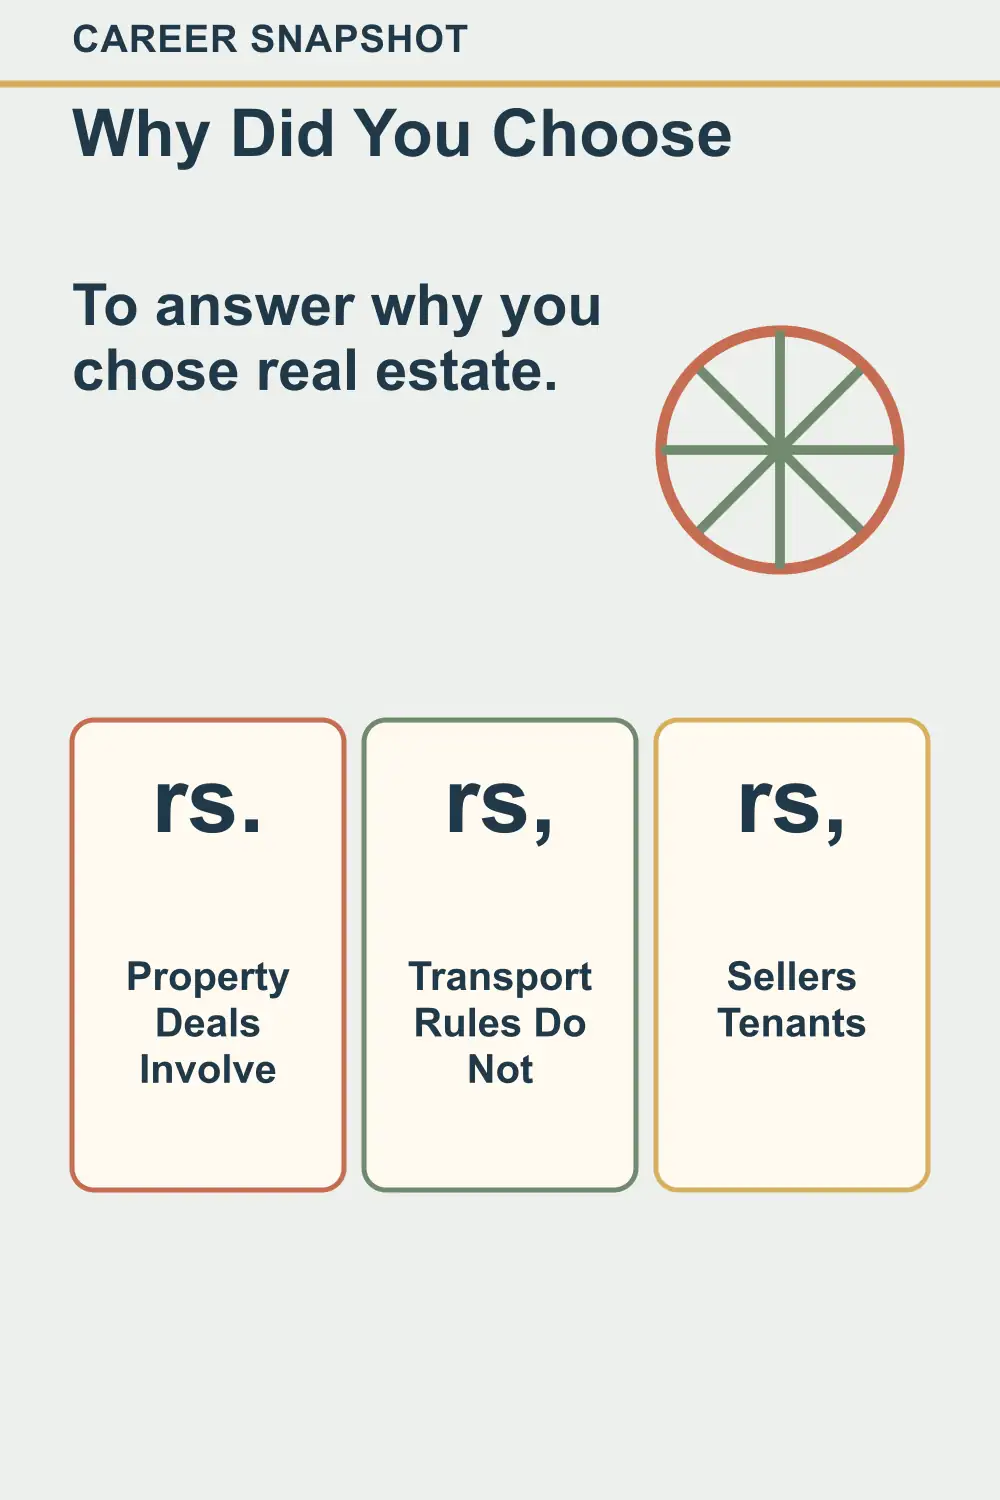 CAREER SNAPSHOT
Why Did You Choose
To answer why you
chose real estate.
rs.
Property
Deals
Involve
rs,
Transport
Rules Do
Not
rs,
Sellers
Tenants